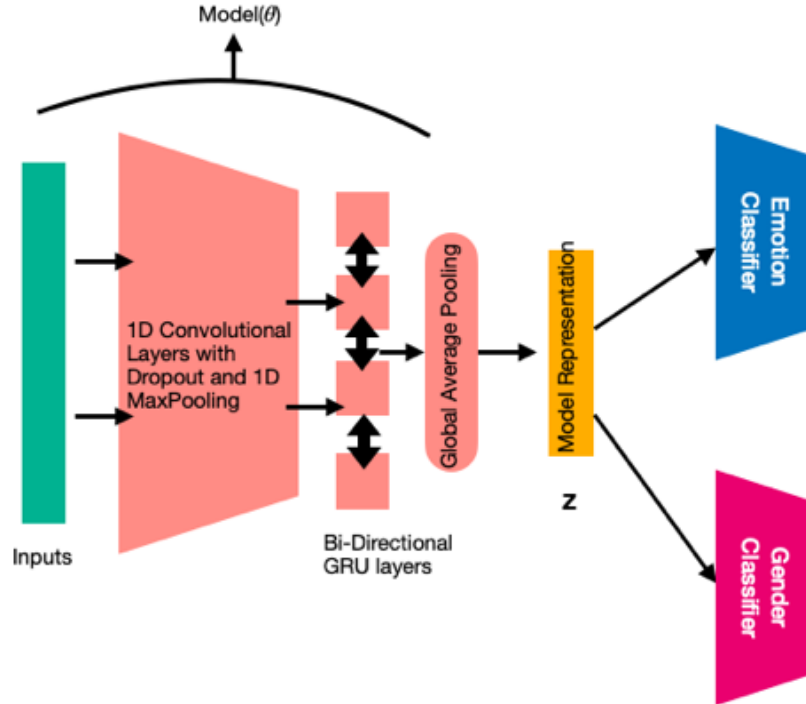 Model(θ)
Inputs
1D Convolutional
Layers with
Dropout and 1D
MaxPooling
Bi-Directional
GRU layers
Global Average Pooling
Model Representation
z
Emotion
Classifier
Gender
Classifier